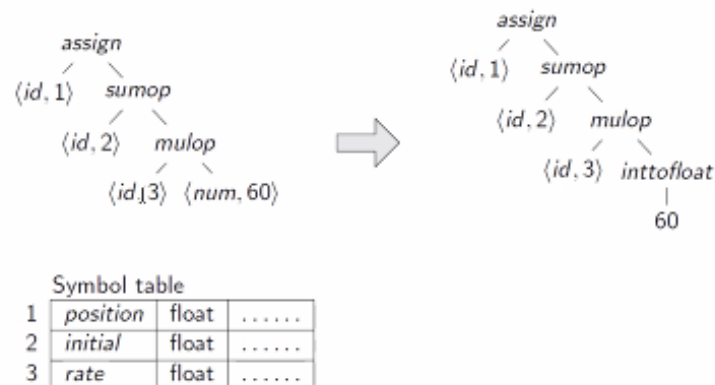 assign
⟨id, 1⟩ sumop
⟨id, 2⟩ mulop
⟨id, 3⟩ ⟨num, 60⟩
assign
⟨id, 1⟩ sumop
⟨id, 2⟩ mulop
⟨id, 3⟩ inttofloat
60
Symbol table
1 position float ......
2 initial float ......
3 rate float ......